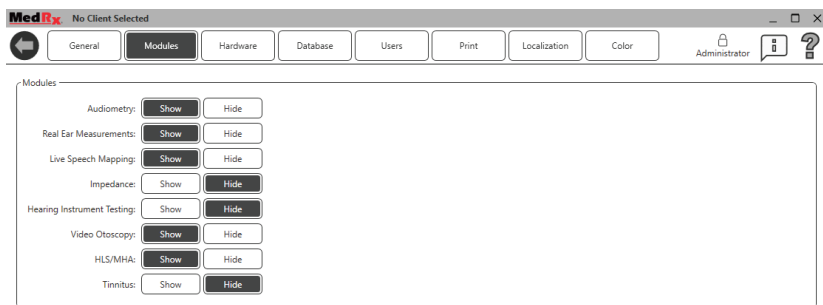 MedRx No Client Selected
General Modules Hardware Database Users Print Localization Color Administrator
Modules
Audiometry: Show Hide
Real Ear Measurements: Show Hide
Live Speech Mapping: Show Hide
Impedance: Show Hide
Hearing Instrument Testing: Show Hide
Video Otoscopy: Show Hide
HLS/MHA: Show Hide
Tinnitus: Show Hide